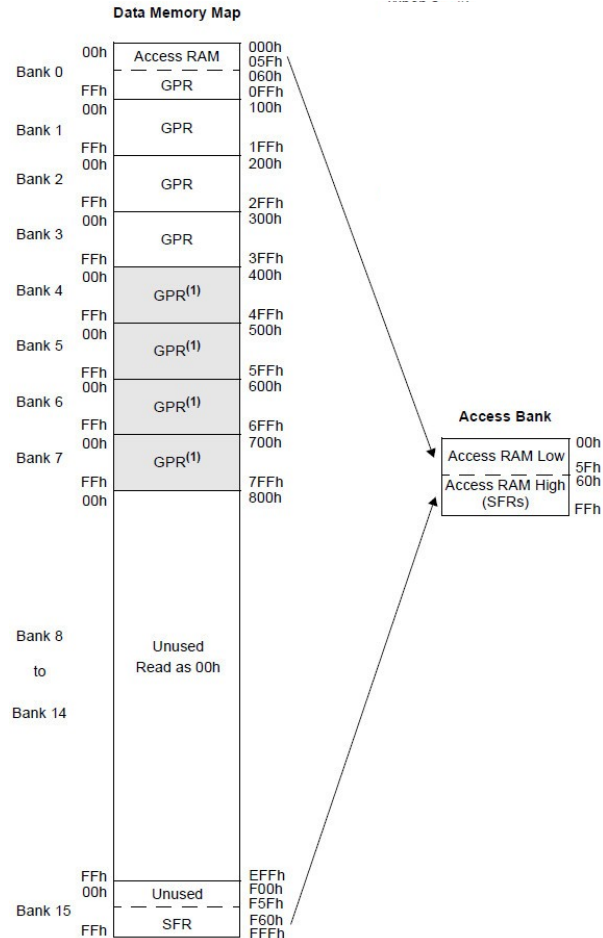 Data Memory Map
00h
Access RAM
000h
05Fh
Bank 0
060h
FFh
GPR
0FFh
00h
100h
Bank 1
GPR
FFh
1FFh
00h
200h
Bank 2
GPR
FFh
2FFh
00h
300h
Bank 3
GPR
FFh
3FFh
00h
400h
Bank 4
GPR(1)
FFh
4FFh
00h
500h
Bank 5
GPR(1)
FFh
5FFh
00h
600h
Bank 6
GPR(1)
FFh
6FFh
00h
700h
Bank 7
GPR(1)
FFh
7FFh
00h
800h
Access Bank
00h
Access RAM Low
5Fh
60h
Access RAM High
(SFRs)
FFh
Bank 8
to
Bank 14
Unused
Read as 00h
FFh
EFFh
00h
Unused
F00h
F5Fh
Bank 15
SFR
F60h
FFh
FFFh